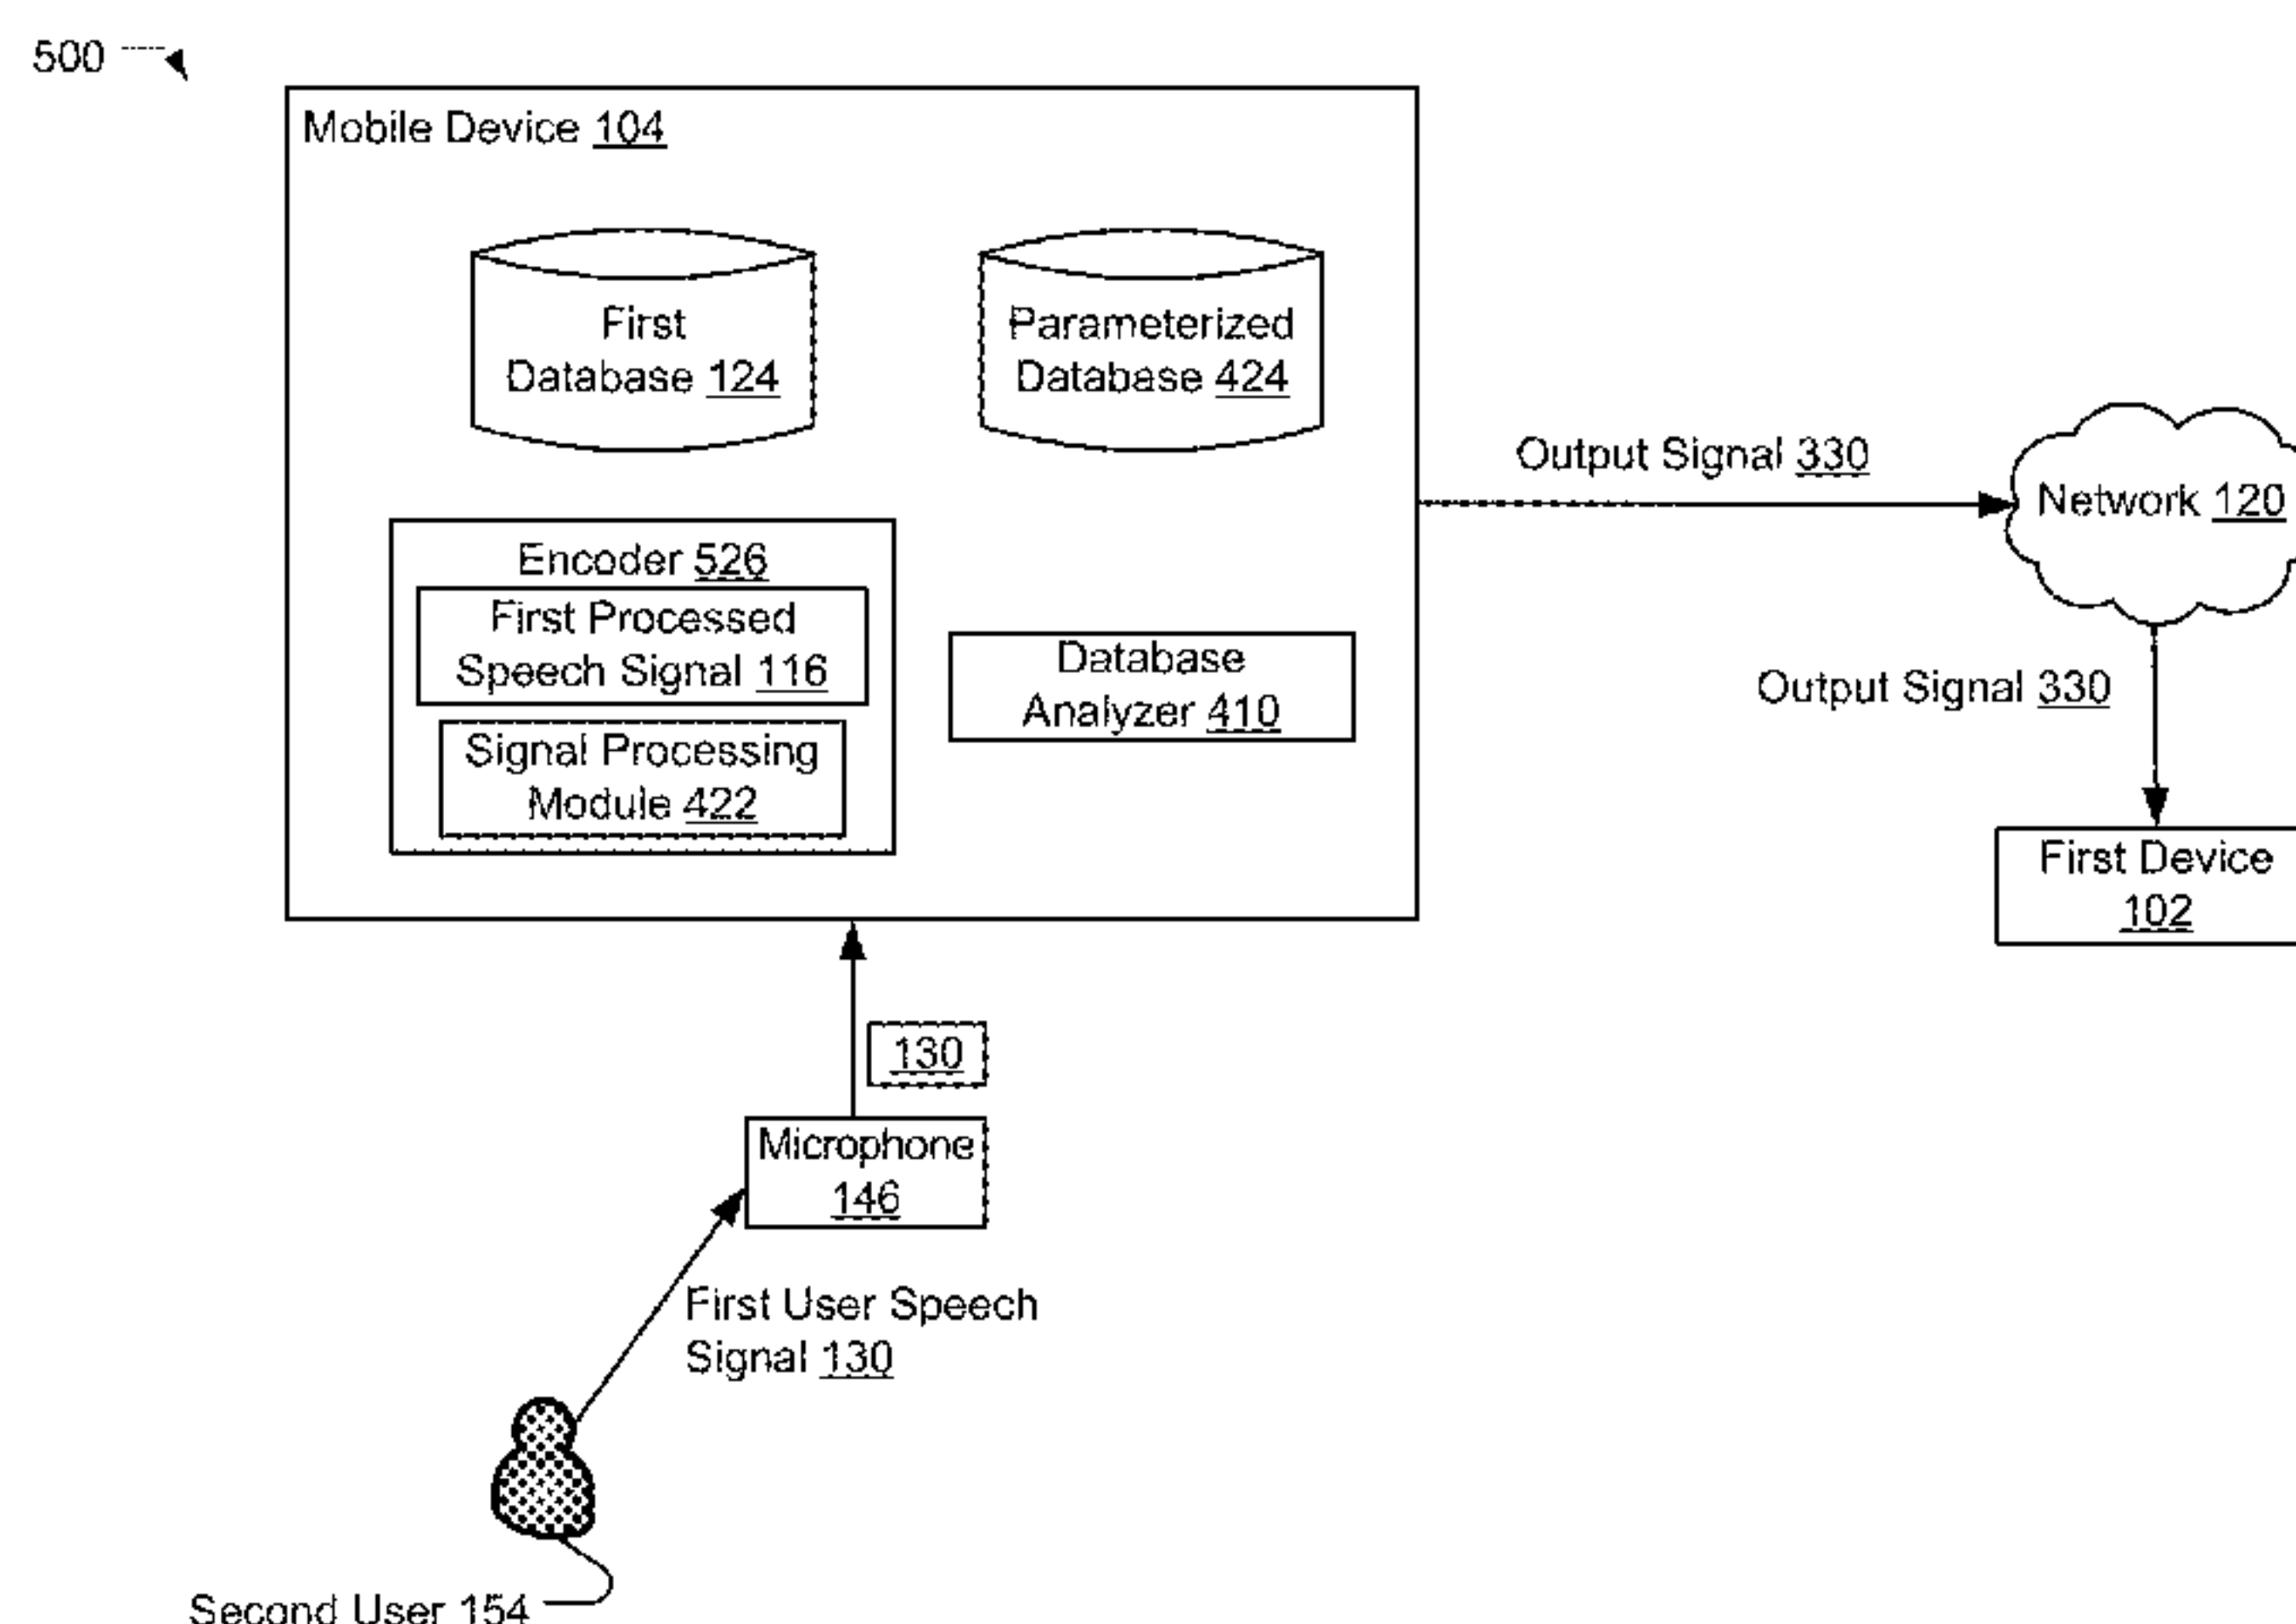 500
Mobile Device 104
First
Database 124
Parameterized
Database 424
Output Signal 330
Network 120
Encoder 526
First Processed
Speech Signal 116
Signal Processing
Module 422
Database
Analyzer 410
Output Signal 330
First Device
102
130
Microphone
146
First User Speech
Signal 130
Second User 154